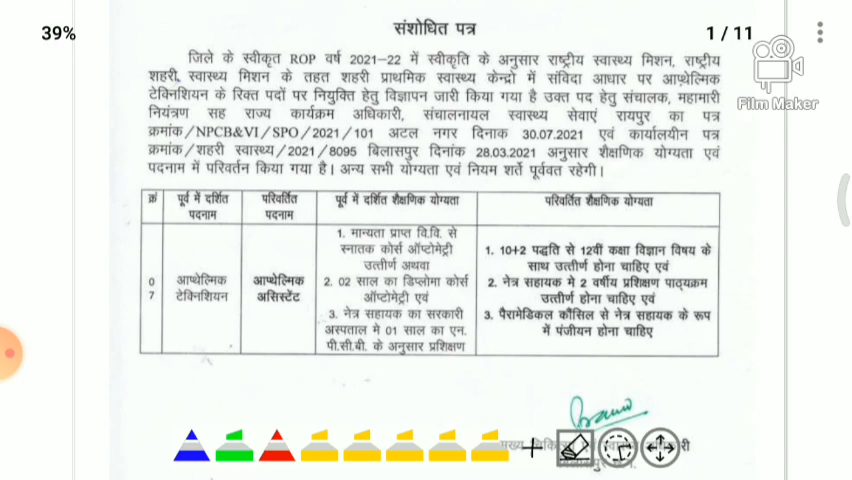 39%
1 / 11
Film Maker
संशोधित पत्र
जिले के स्वीकृत ROP वर्ष 2021-22 में स्वीकृति के अनुसार राष्ट्रीय स्वास्थ्य मिशन, राष्ट्रीय
शहरी, स्वास्थ्य मिशन के तहत शहरी प्राथमिक स्वास्थ्य केन्द्रो में संविदा आधार पर आप्थेल्मिक
टेक्निशियन के रिक्त पदों पर नियुक्ति हेतु विज्ञापन जारी किया गया है उक्त पद हेतु संचालक, महामारी
नियंत्रण सह राज्य कार्यक्रम अधिकारी, संचालनायल स्वास्थ्य सेवाएं रायपुर का पत्र
क्रमांक/NPCB&VI/SPO/2021/101 अटल नगर दिनाक 30.07.2021 एवं कार्यालयीन पत्र
क्रमांक/शहरी स्वास्थ्य/2021/8095 बिलासपुर दिनांक 28.03.2021 अनुसार शैक्षणिक योग्यता एवं
पदनाम में परिवर्तन किया गया है। अन्य सभी योग्यता एवं नियम शर्ते पूर्ववत रहेगी।
क्रं
पूर्व में दर्शित
पदनाम
परिवर्तित
पदनाम
पूर्व में दर्शित शैक्षणिक योग्यता
परिवर्तित शैक्षणिक योग्यता
0
7
आप्थेल्मिक
टेक्निशियन
आप्थेल्मिक
असिस्टेंट
1. मान्यता प्राप्त वि.वि. से
स्नातक कोर्स ऑप्टोमेट्री
उत्तीर्ण अथवा
2. 02 साल का डिप्लोमा कोर्स
ऑप्टोमेट्री एवं
3. नेत्र सहायक का सरकारी
अस्पताल मे 01 साल का एन.
पी.सी.बी. के अनुसार प्रशिक्षण
1. 10+2 पद्धति से 12वीं कक्षा विज्ञान विषय के
साथ उत्तीर्ण होना चाहिए एवं
2. नेत्र सहायक मे 2 वर्षीय प्रशिक्षण पाठ्यक्रम
उत्तीर्ण होना चाहिए एवं
3. पैरामेडिकल कौसिल से नेत्र सहायक के रूप
में पंजीयन होना चाहिए